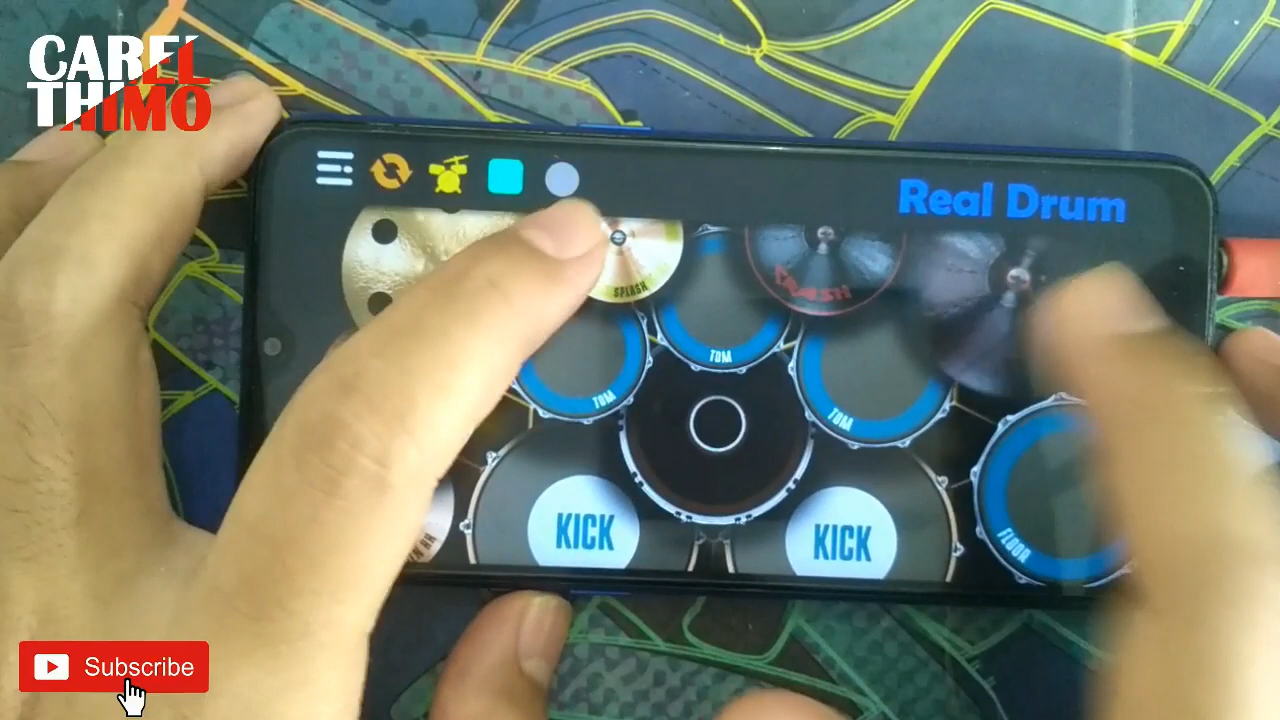 CAREL
THIMO
Real Drum
SPLASH
CRASH
TOM
TOM
TOM
KICK
KICK
FLOOR
Subscribe